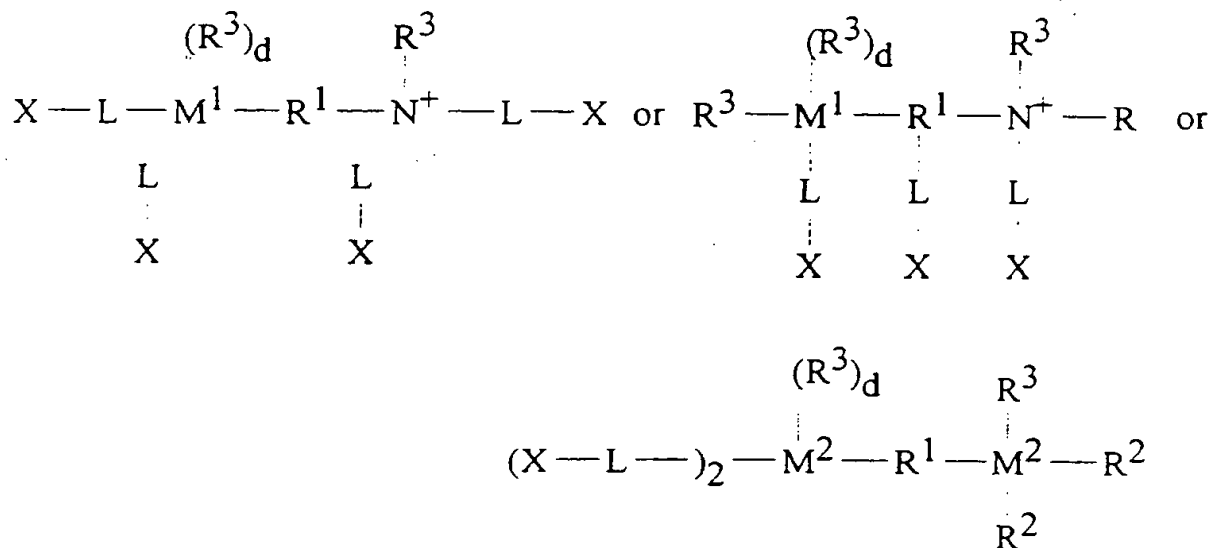 (R³)d R³ (R³)d R³
X—L—M¹—R¹—N⁺—L—X or R³—M¹—R¹—N⁺—R or
L L L L L
X X X X X
(R³)d R³
(X—L—)₂—M²—R¹—M²—R²
R²